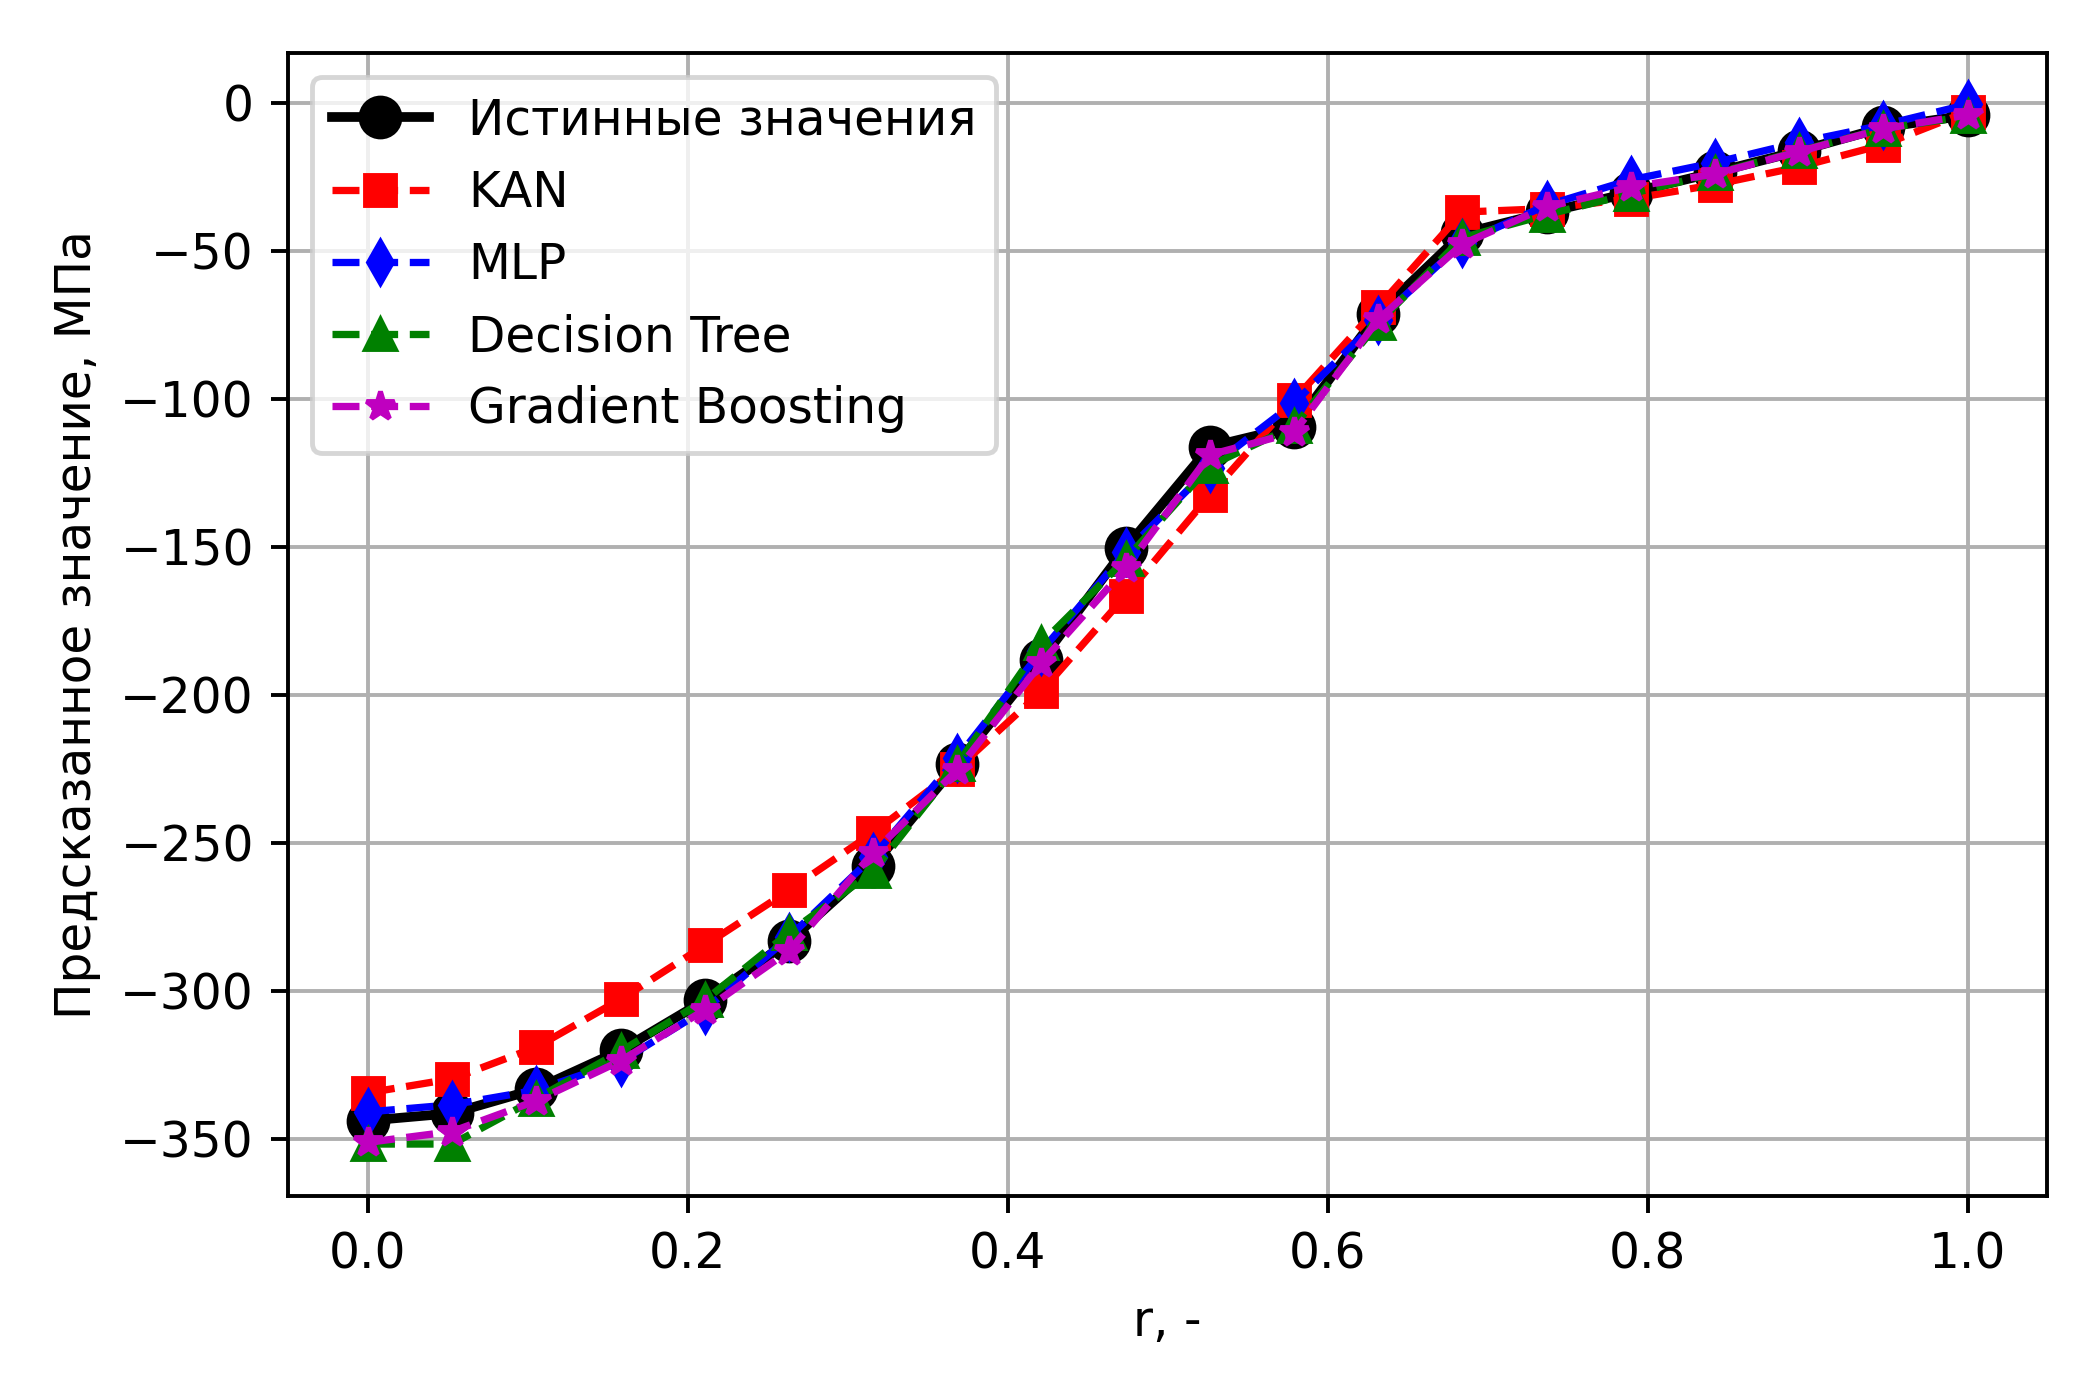 Предсказанное значение, МПа
0
−50
−100
−150
−200
−250
−300
−350
Истинные значения
KAN
MLP
Decision Tree
Gradient Boosting
0.0 0.2 0.4 0.6 0.8 1.0
r, -